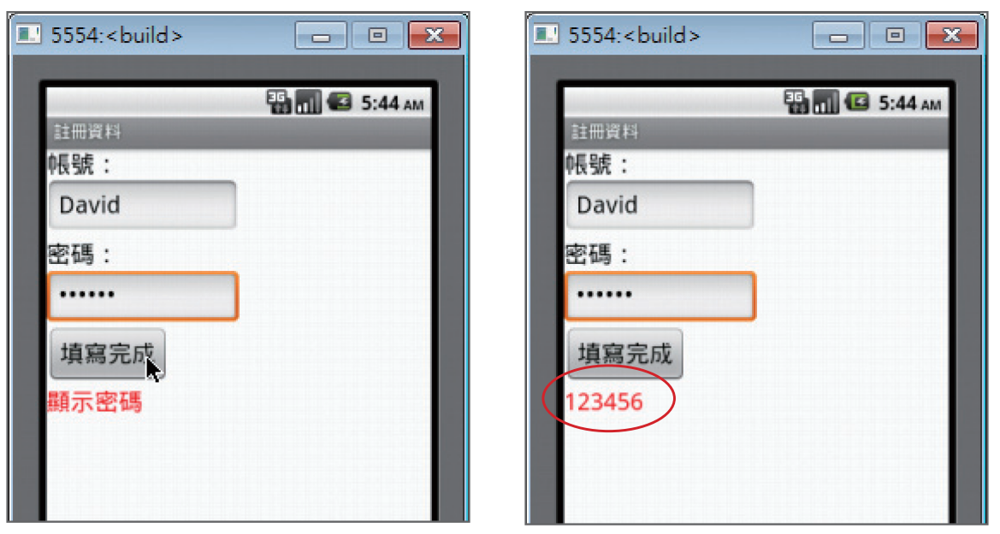 5554:<build>
3G
5:44 AM
註冊資料
帳號：
David
密碼：
••••••
填寫完成
顯示密碼
5554:<build>
3G
5:44 AM
註冊資料
帳號：
David
密碼：
••••••
填寫完成
123456